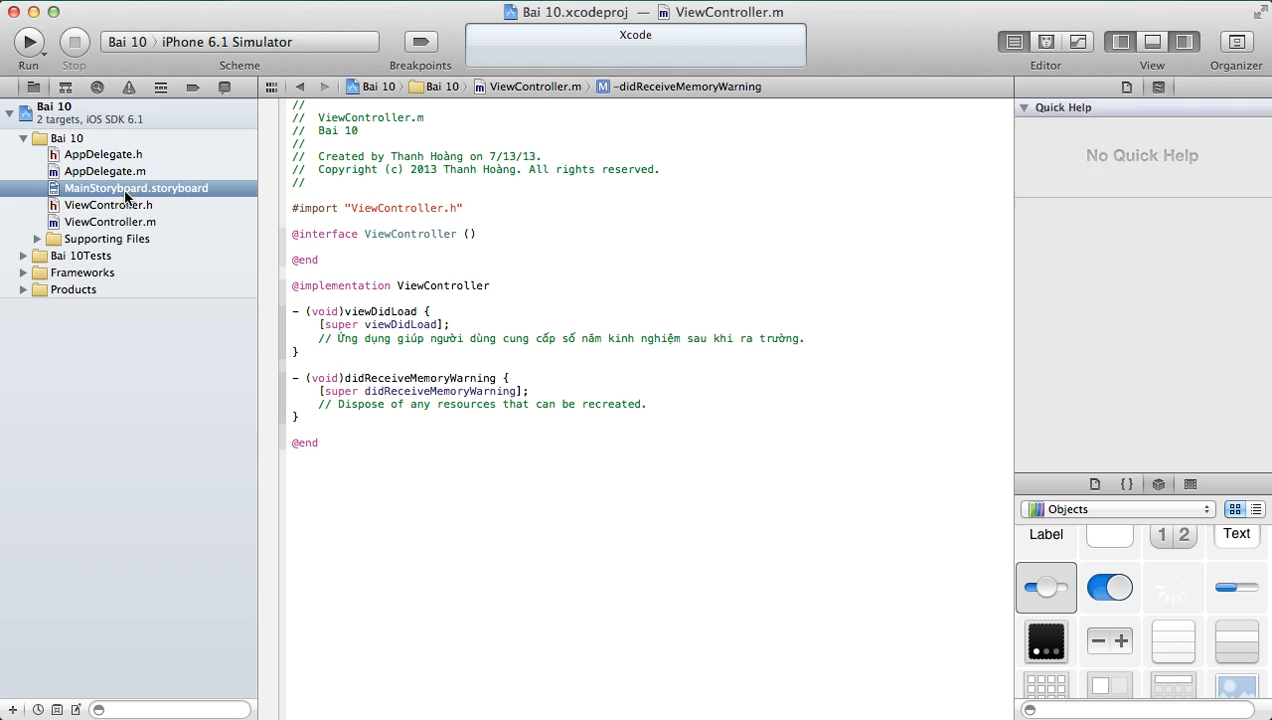 Bai 10.xcodeproj — ViewController.m
Bai 10 〉 iPhone 6.1 Simulator
Xcode
Run
Stop
Scheme
Breakpoints
Editor
View
Organizer
Bai 10 〉 Bai 10 〉 ViewController.m 〉 M -didReceiveMemoryWarning
Bai 10
2 targets, iOS SDK 6.1
Bai 10
h AppDelegate.h
m AppDelegate.m
MainStoryboard.storyboard
h ViewController.h
m ViewController.m
Supporting Files
Bai 10Tests
Frameworks
Products
//
// ViewController.m
// Bai 10
//
// Created by Thanh Hoàng on 7/13/13.
// Copyright (c) 2013 Thanh Hoàng. All rights reserved.
//
#import "ViewController.h"
@interface ViewController ()
@end
@implementation ViewController
- (void)viewDidLoad {
[super viewDidLoad];
// Ứng dụng giúp người dùng cung cấp số năm kinh nghiệm sau khi ra trường.
}
- (void)didReceiveMemoryWarning {
[super didReceiveMemoryWarning];
// Dispose of any resources that can be recreated.
}
@end
Quick Help
No Quick Help
{ }
Objects
Label
1 2
Text